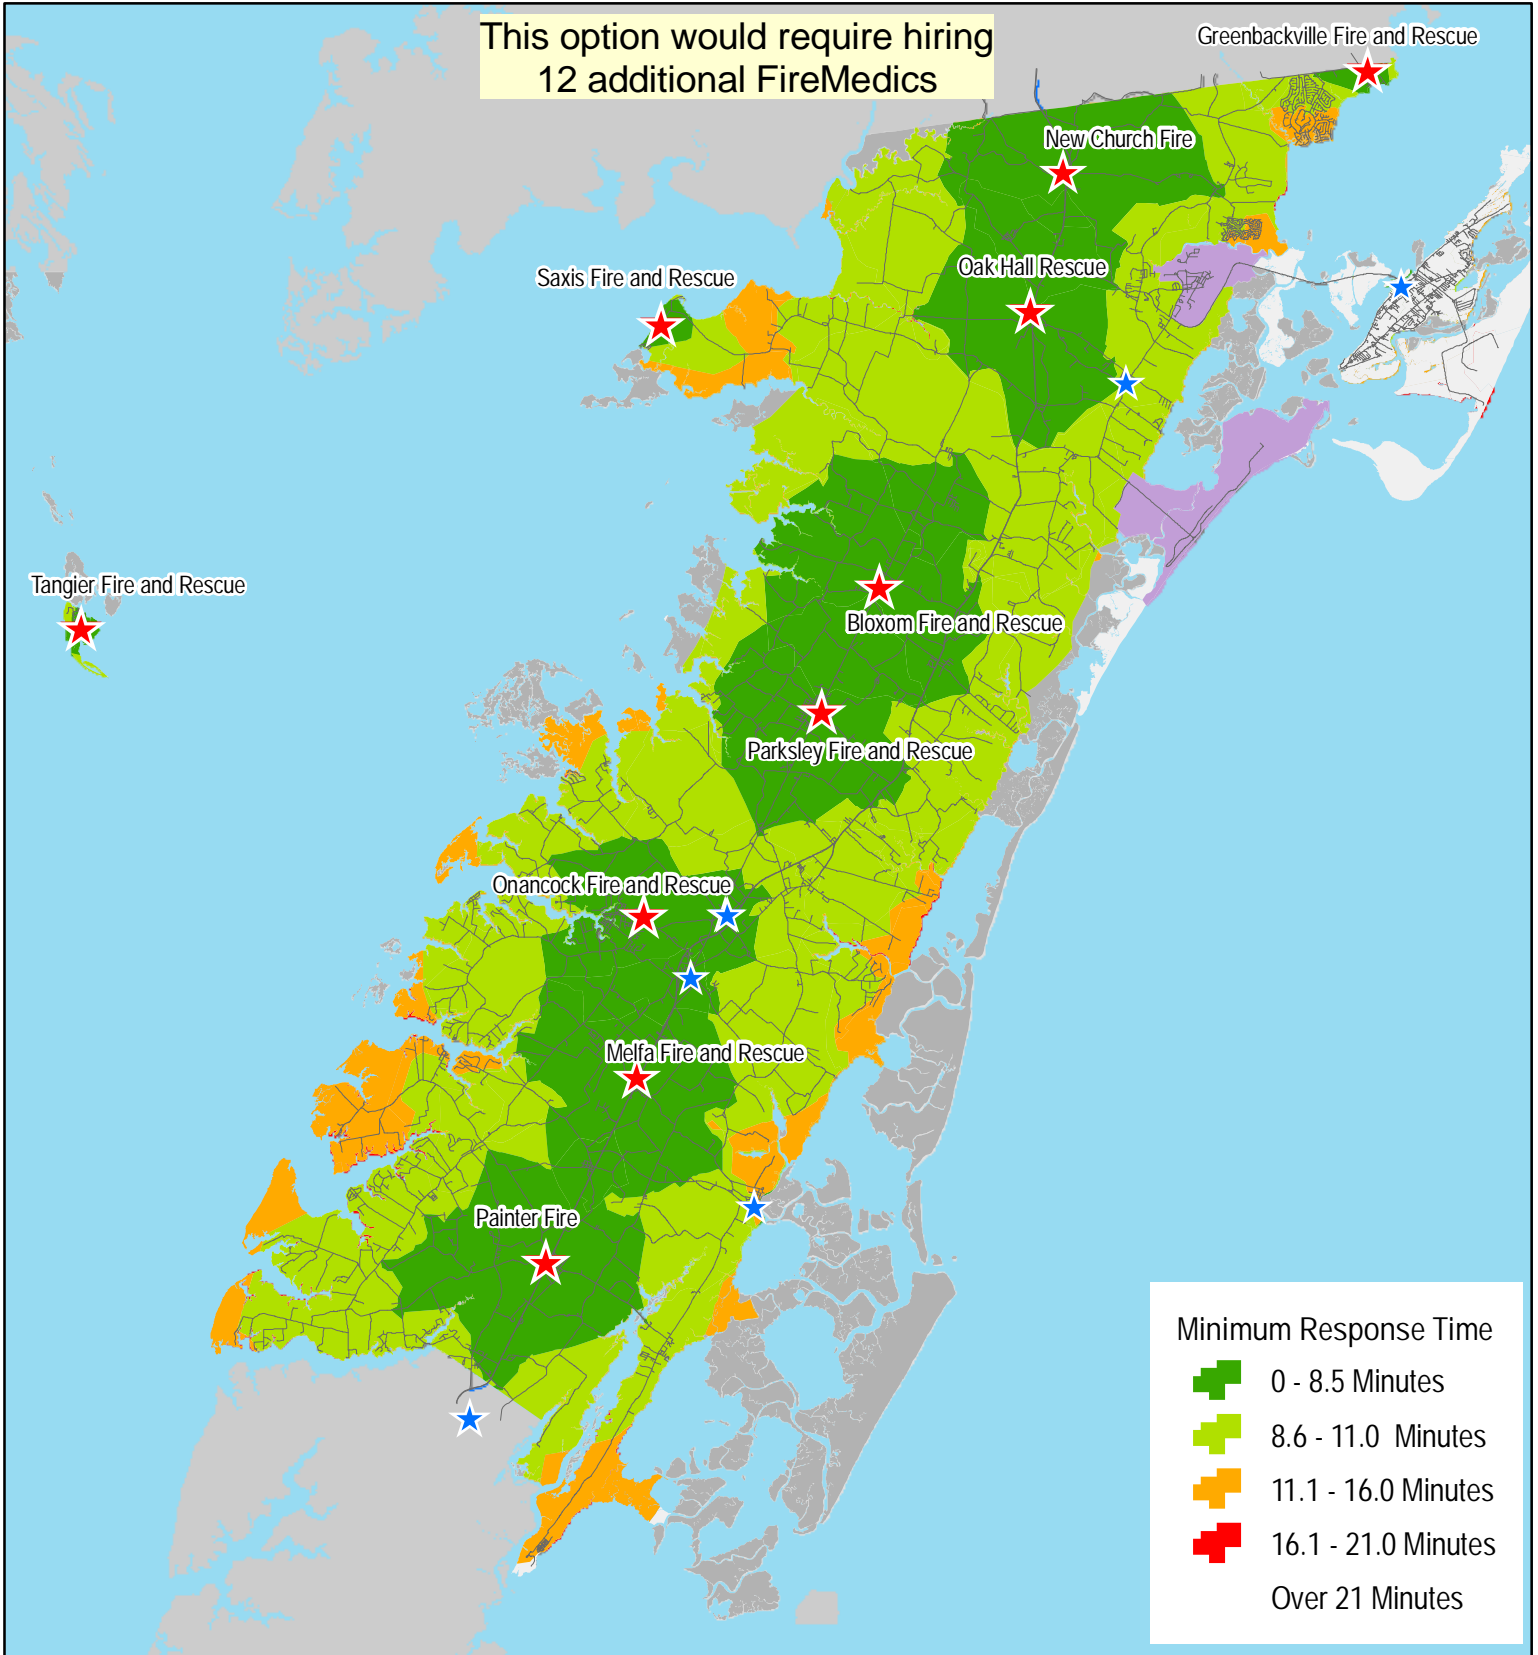 This option would require hiring
12 additional FireMedics
Greenbackville Fire and Rescue
New Church Fire
Oak Hall Rescue
Saxis Fire and Rescue
Tangier Fire and Rescue
Bloxom Fire and Rescue
Parksley Fire and Rescue
Onancock Fire and Rescue
Melfa Fire and Rescue
Painter Fire
Minimum Response Time
0 - 8.5 Minutes
8.6 - 11.0 Minutes
11.1 - 16.0 Minutes
16.1 - 21.0 Minutes
Over 21 Minutes